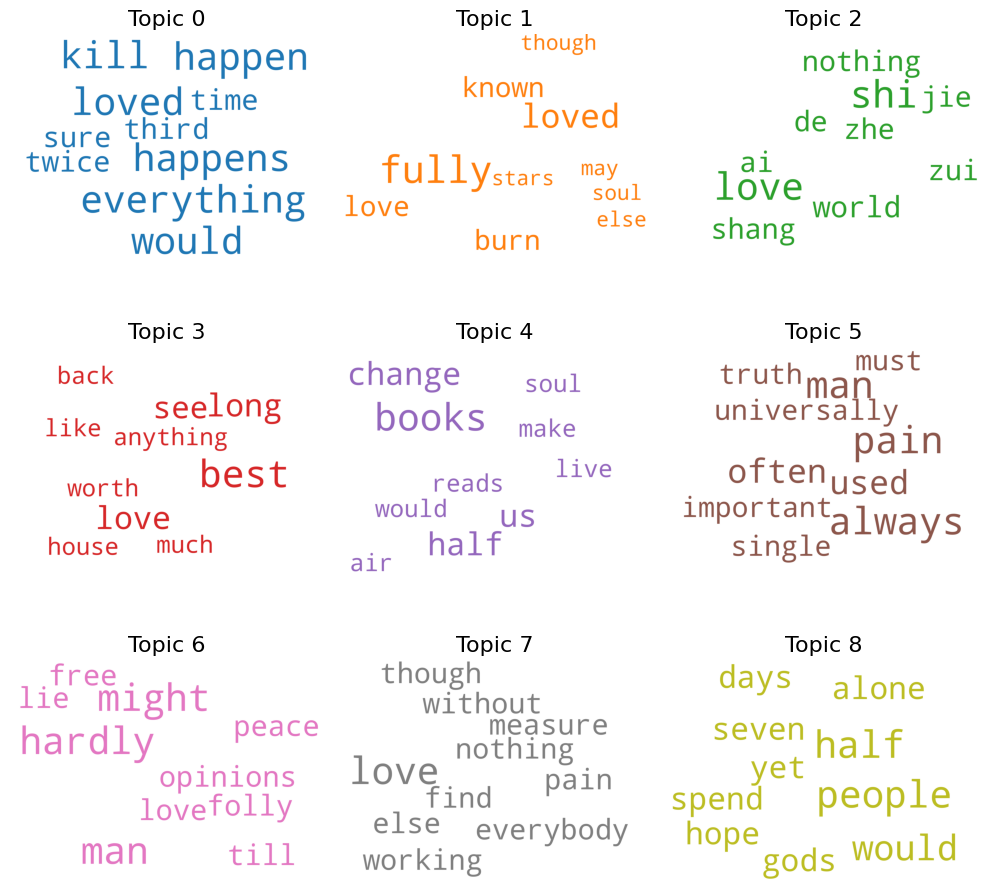 Topic 0
kill happen
loved time
sure third
twice happens
everything
would
Topic 1
though
known
loved
fully stars may
soul
love else
burn
Topic 2
nothing
shi jie
de zhe
ai zui
love world
shang
Topic 3
back
see long
like anything
best
worth
love
house much
Topic 4
change soul
books make
live
reads
would us
half
air
Topic 5
must
truth man
universally
pain
often used
important always
single
Topic 6
free
lie might
hardly peace
opinions
love folly
man till
Topic 7
though
without
measure
nothing
love pain
find
else everybody
working
Topic 8
days alone
seven half
yet
spend people
hope would
gods